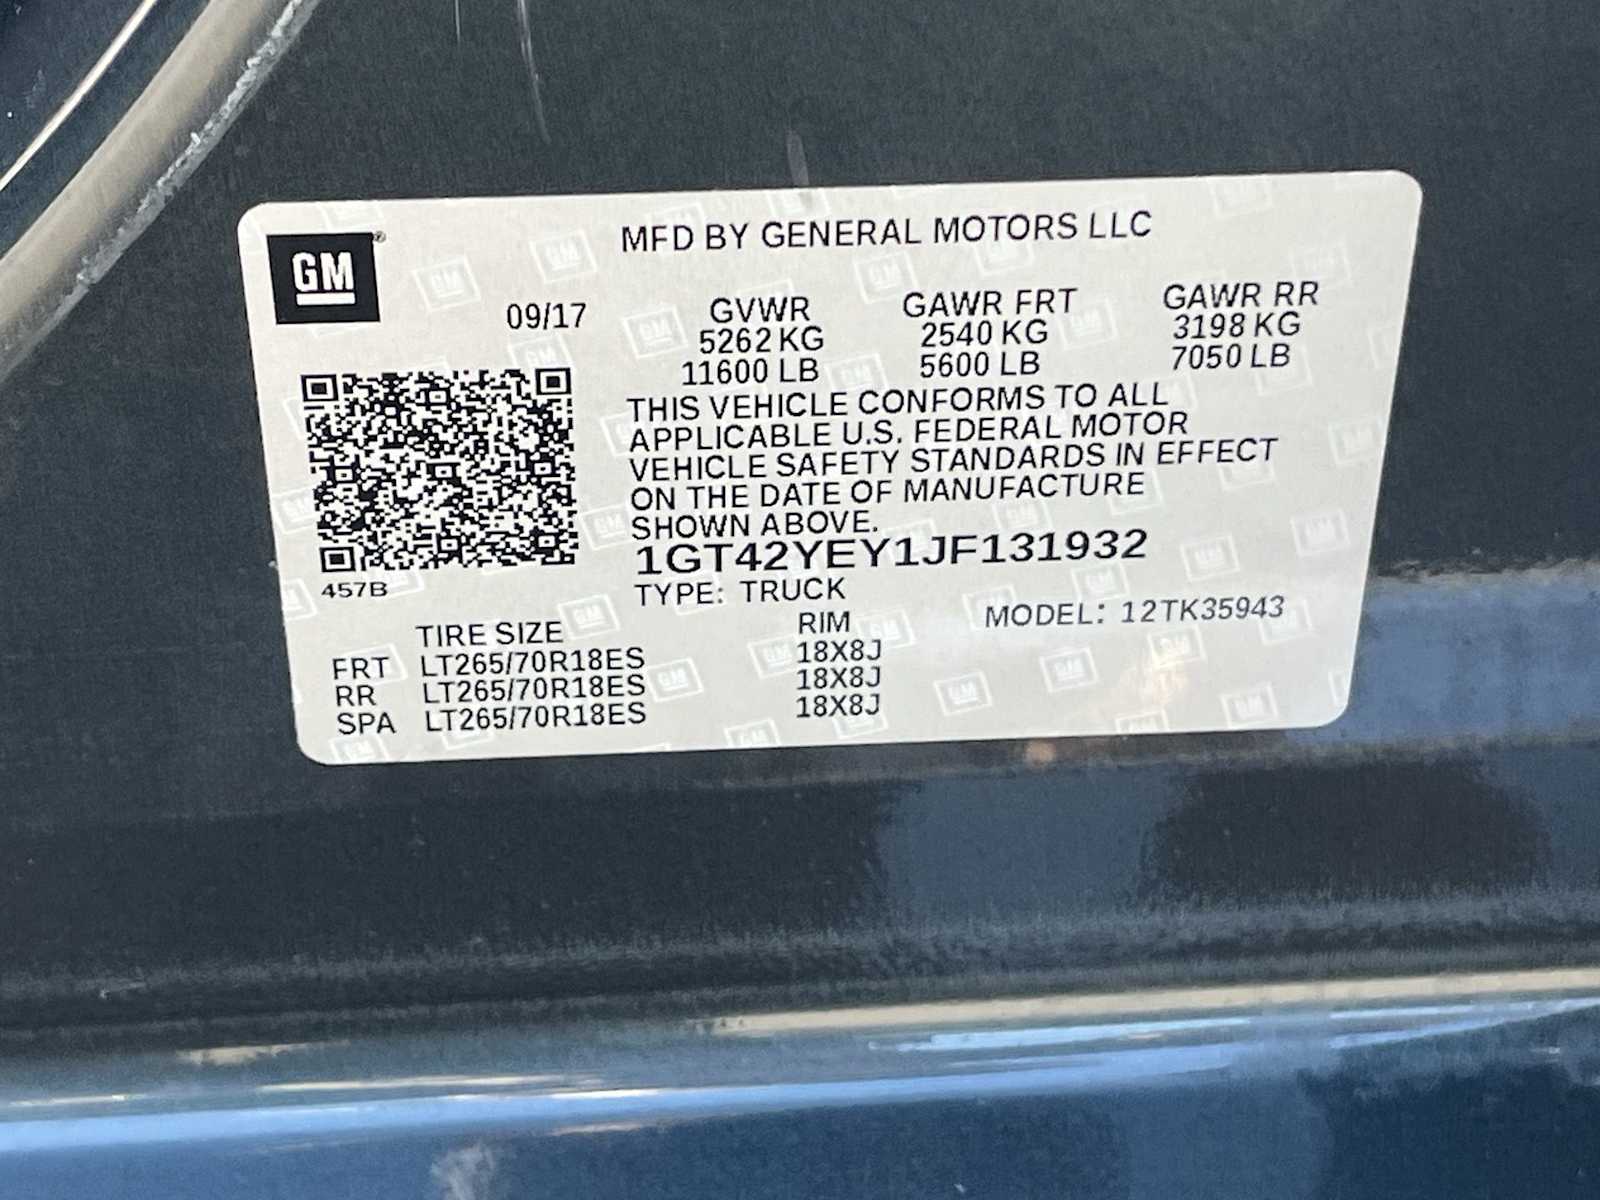 GM
MFD BY GENERAL MOTORS LLC
09/17
GVWR
5262 KG
11600 LB
GAWR FRT
2540 KG
5600 LB
GAWR RR
3198 KG
7050 LB
THIS VEHICLE CONFORMS TO ALL
APPLICABLE U.S. FEDERAL MOTOR
VEHICLE SAFETY STANDARDS IN EFFECT
ON THE DATE OF MANUFACTURE
SHOWN ABOVE.
1GT42YEY1JF131932
TYPE: TRUCK
MODEL: 12TK35943
457B
TIRE SIZE RIM
FRT LT265/70R18ES 18X8J
RR LT265/70R18ES 18X8J
SPA LT265/70R18ES 18X8J